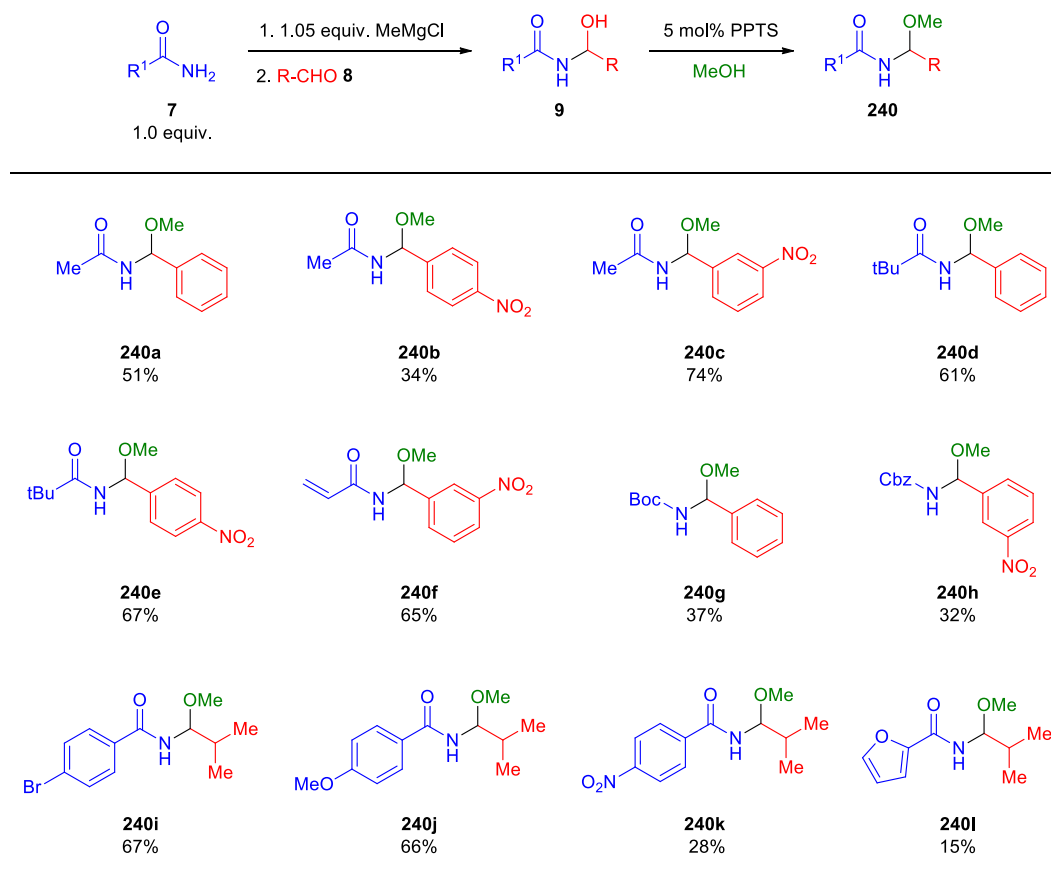 O
R¹
NH₂
7
1.0 equiv.
1. 1.05 equiv. MeMgCl
2. R-CHO 8
O
OH
R¹
N
H
R
9
5 mol% PPTS
MeOH
O
OMe
R¹
N
H
R
240
O
OMe
Me
N
H
240a
51%
O
OMe
Me
N
H
NO₂
240b
34%
O
OMe
Me
N
H
NO₂
240c
74%
O
OMe
tBu
N
H
240d
61%
O
OMe
tBu
N
H
NO₂
240e
67%
O
OMe
N
H
NO₂
240f
65%
OMe
Boc
N
H
240g
37%
OMe
Cbz
N
H
NO₂
240h
32%
O
OMe
N
H
Me
Me
Br
240i
67%
O
OMe
N
H
Me
Me
MeO
240j
66%
O
OMe
N
H
Me
Me
O₂N
240k
28%
O
OMe
O
N
H
Me
Me
240l
15%